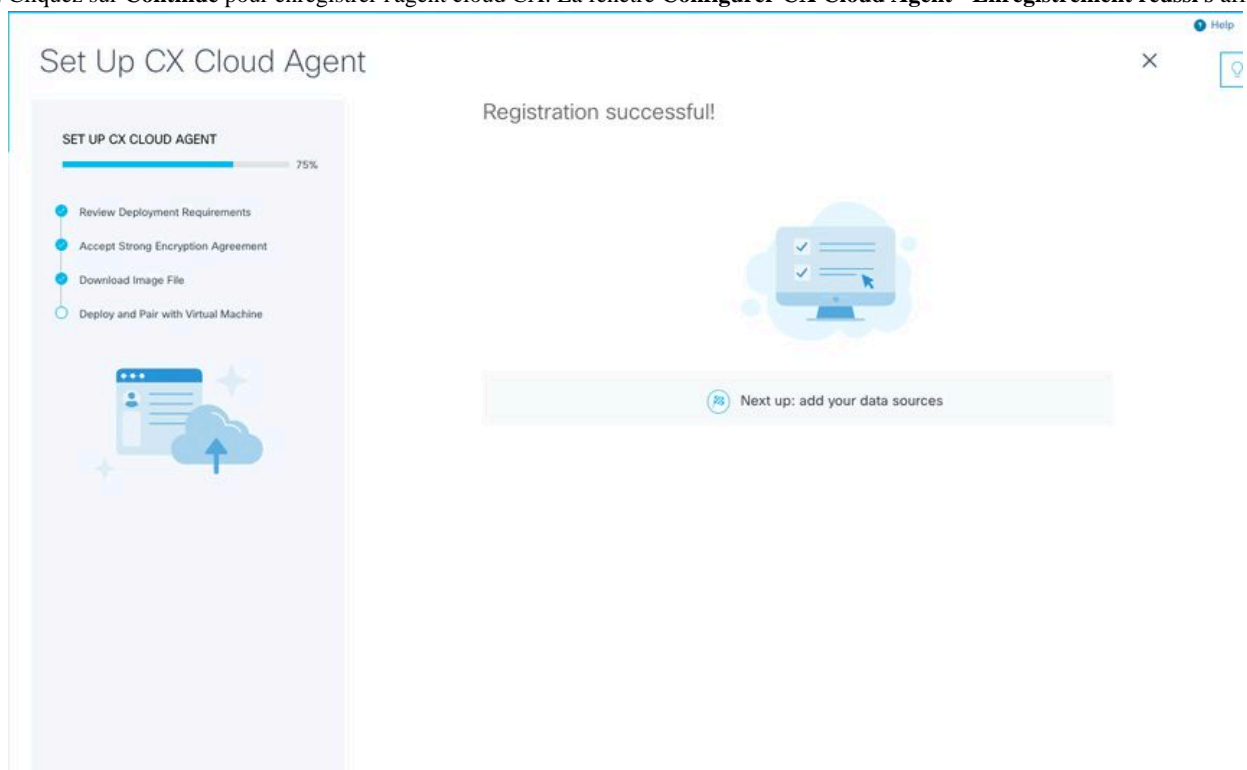 Cliquez sur Continue pour enregistrer l'agent cloud CX. La fenêtre Configurer CX Cloud Agent - Enregistrement réussi s'aff
Help
Set Up CX Cloud Agent
Registration successful!
SET UP CX CLOUD AGENT
75%
Review Deployment Requirements
Accept Strong Encryption Agreement
Download Image File
Deploy and Pair with Virtual Machine
Next up: add your data sources